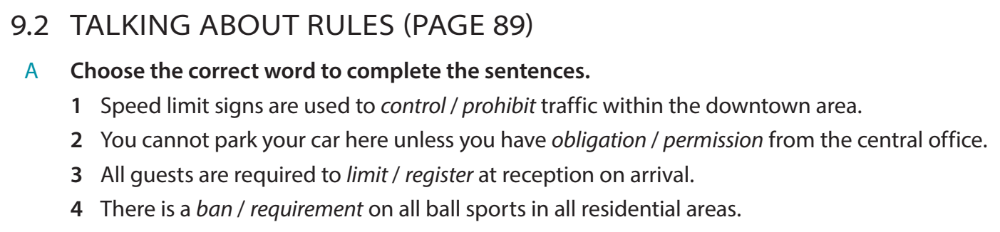 9.2 TALKING ABOUT RULES (PAGE 89)
A Choose the correct word to complete the sentences.
1 Speed limit signs are used to control / prohibit traffic within the downtown area.
2 You cannot park your car here unless you have obligation / permission from the central office.
3 All guests are required to limit / register at reception on arrival.
4 There is a ban / requirement on all ball sports in all residential areas.